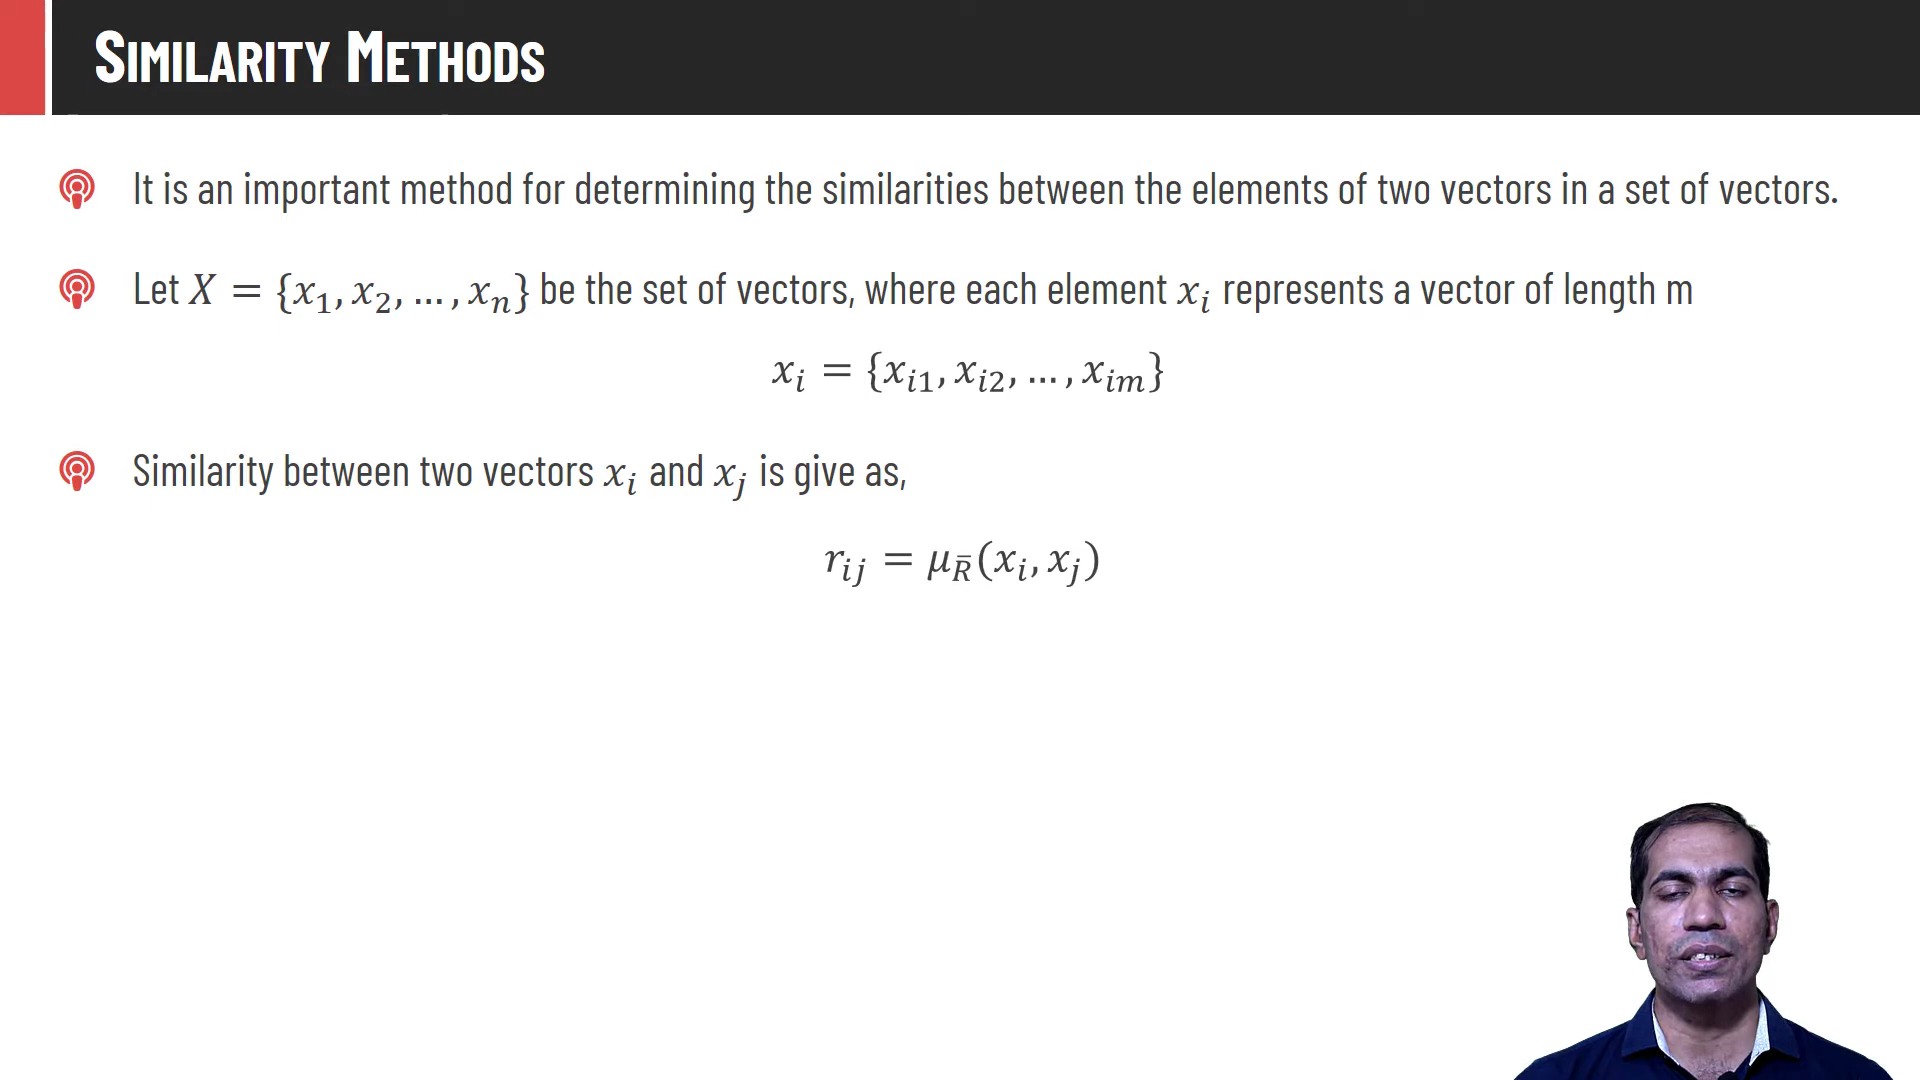 SIMILARITY METHODS
It is an important method for determining the similarities between the elements of two vectors in a set of vectors.
Let X = {x₁, x₂, … , xₙ} be the set of vectors, where each element xᵢ represents a vector of length m
xᵢ = {xᵢ₁, xᵢ₂, … , xᵢₘ}
Similarity between two vectors xᵢ and xⱼ is give as,
rᵢⱼ = μ_R̄(xᵢ, xⱼ)